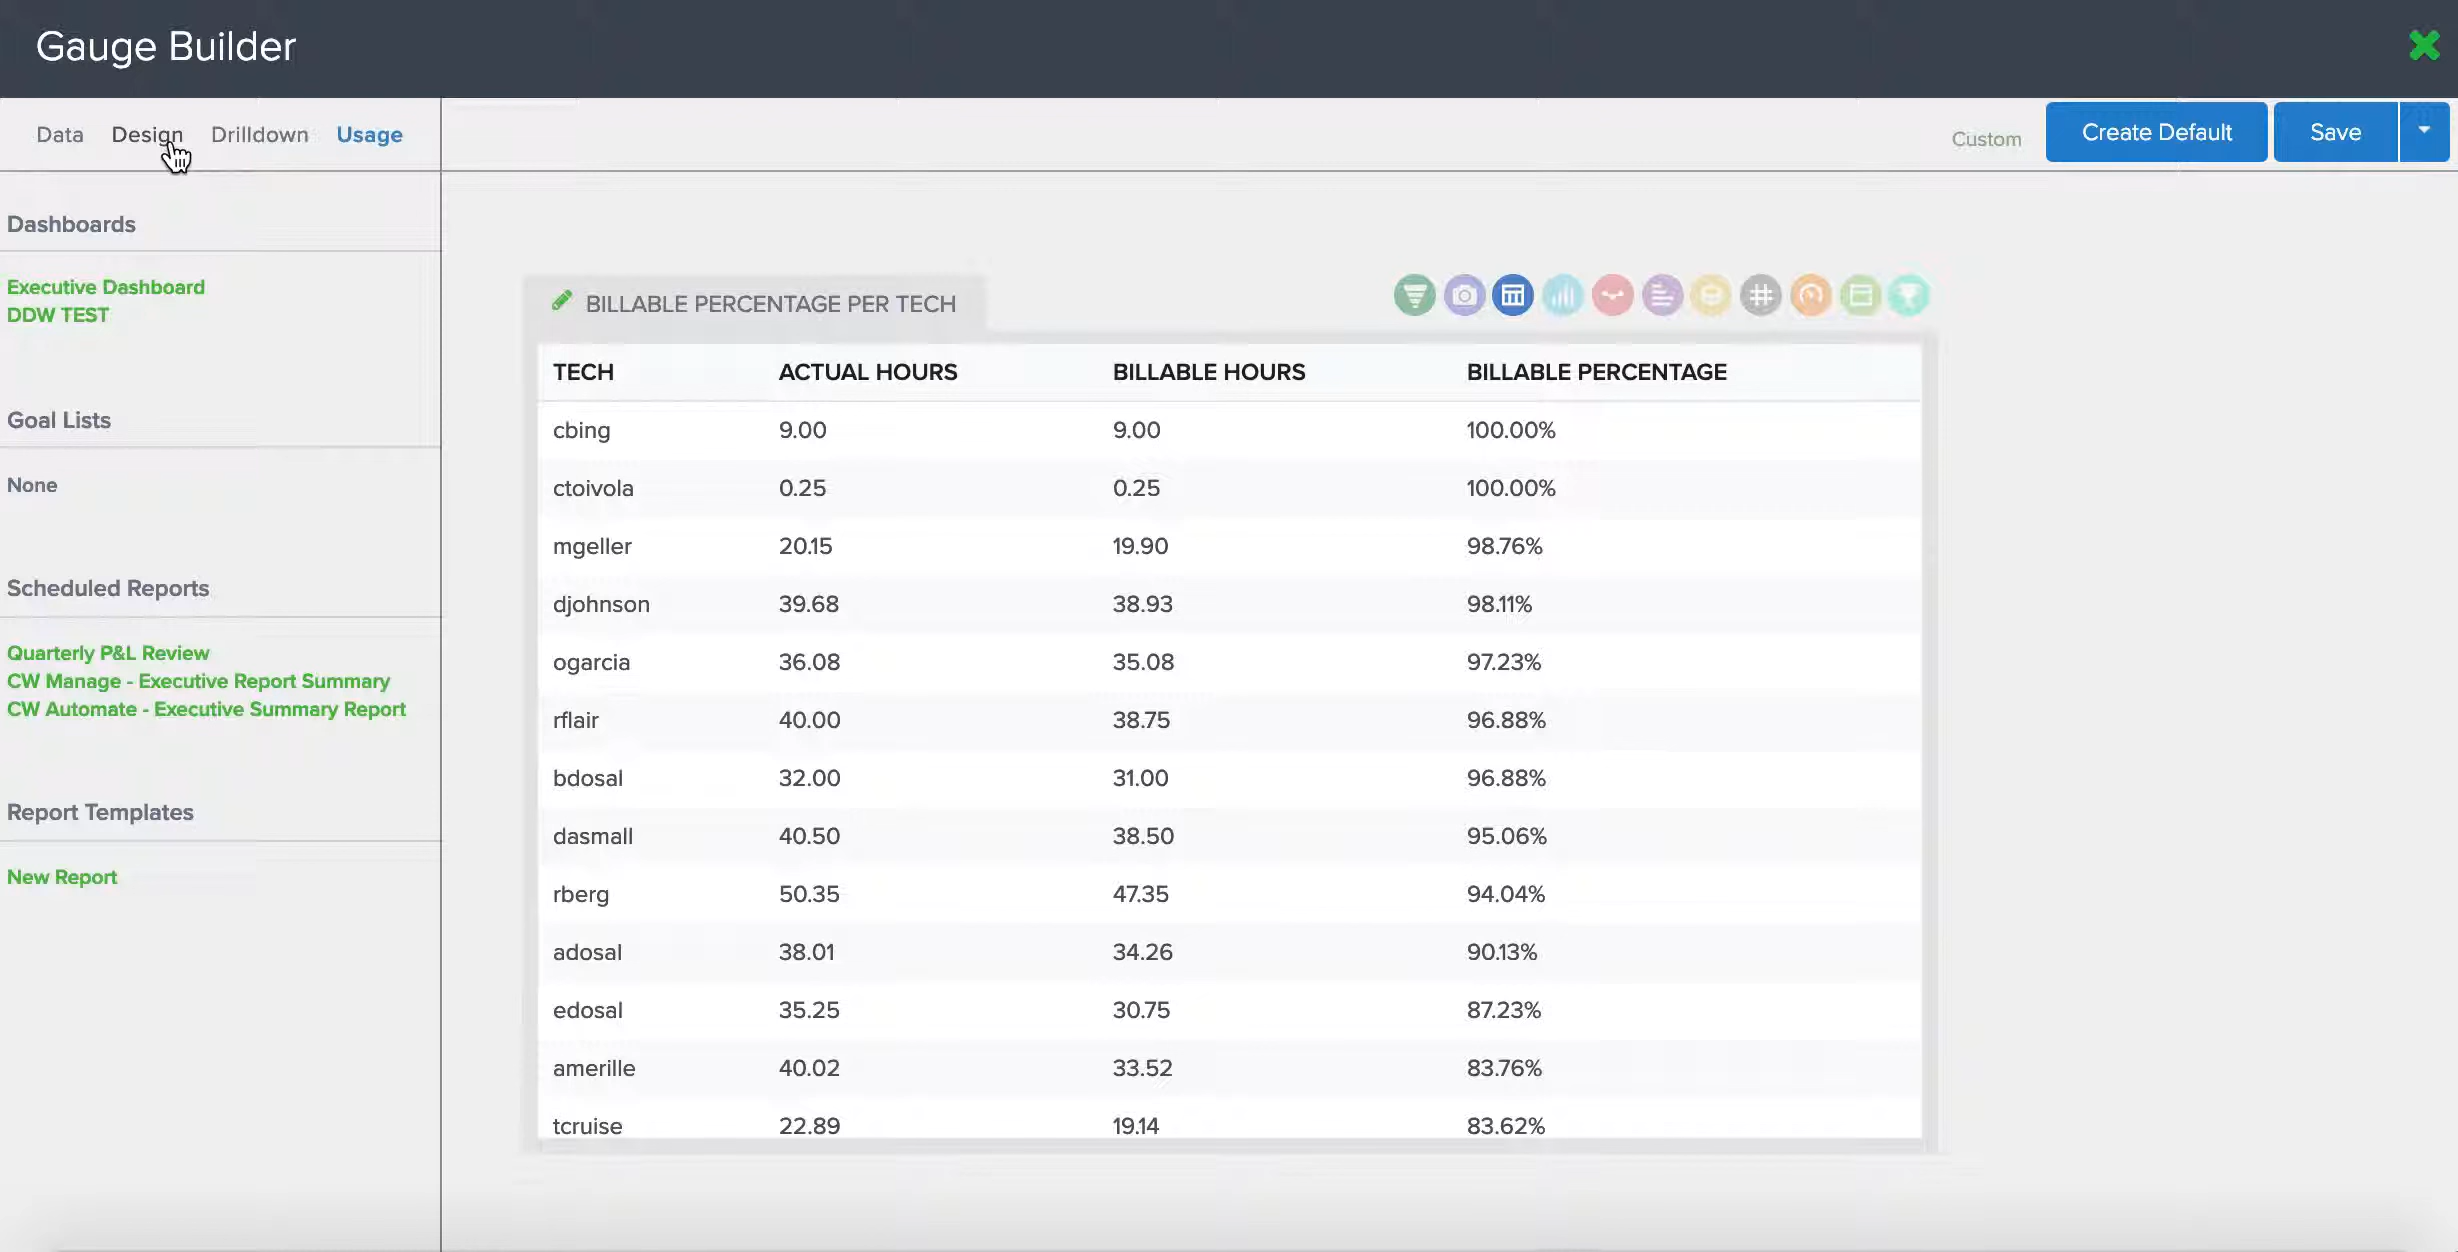 Gauge Builder
Data Design Drilldown Usage
Custom Create Default Save
Dashboards
Executive Dashboard
DDW TEST
Goal Lists
None
Scheduled Reports
Quarterly P&L Review
CW Manage - Executive Report Summary
CW Automate - Executive Summary Report
Report Templates
New Report
BILLABLE PERCENTAGE PER TECH
TECH ACTUAL HOURS BILLABLE HOURS BILLABLE PERCENTAGE
cbing 9.00 9.00 100.00%
ctoivola 0.25 0.25 100.00%
mgeller 20.15 19.90 98.76%
djohnson 39.68 38.93 98.11%
ogarcia 36.08 35.08 97.23%
rflair 40.00 38.75 96.88%
bdosal 32.00 31.00 96.88%
dasmall 40.50 38.50 95.06%
rberg 50.35 47.35 94.04%
adosal 38.01 34.26 90.13%
edosal 35.25 30.75 87.23%
amerille 40.02 33.52 83.76%
tcruise 22.89 19.14 83.62%